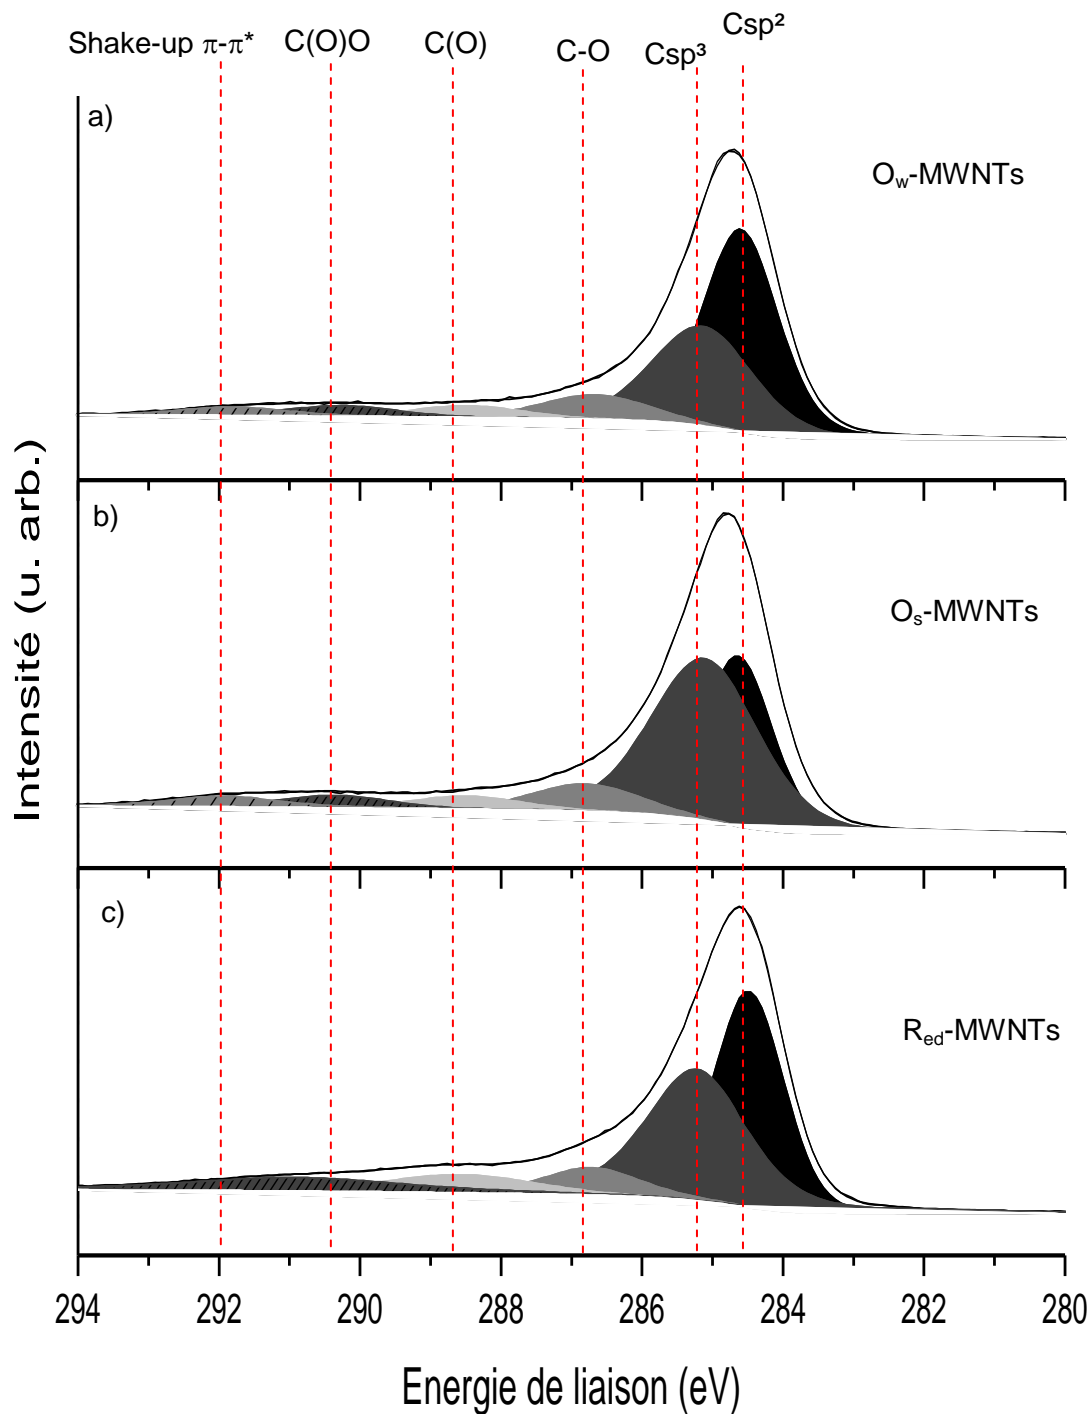 Shake-up π-π* C(O)O C(O) C-O Csp³ Csp²
a)
Ow-MWNTs
b)
Os-MWNTs
c)
Red-MWNTs
Intensité (u. arb.)
294 292 290 288 286 284 282 280
Energie de liaison (eV)